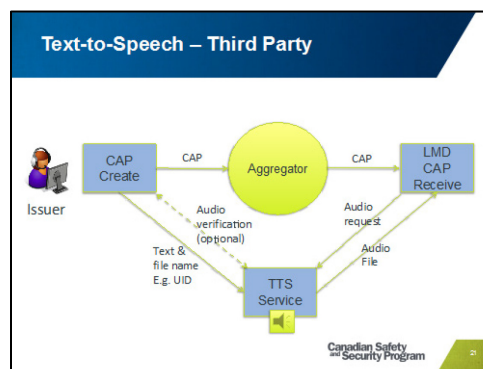 Text-to-Speech – Third Party
CAP
Create
CAP
Aggregator
CAP
LMD
CAP
Receive
Issuer
Audio
verification
(optional)
Audio
request
Text &
file name
E.g. UID
Audio
File
TTS
Service
Canadian Safety
and Security Program
21